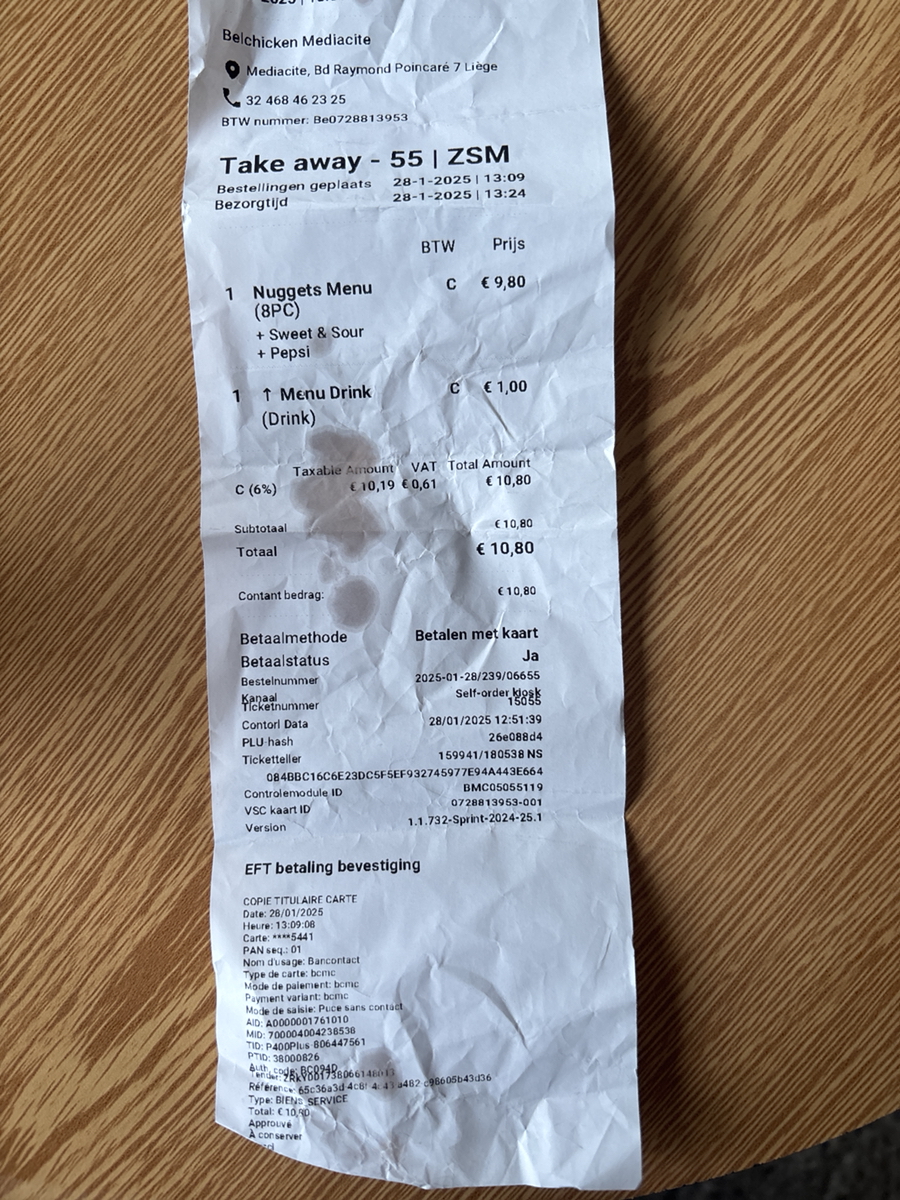 Belchicken Mediacite
Mediacite, Bd Raymond Poincaré 7 Liège
32 468 46 23 25
BTW nummer: Be0728813953
Take away - 55 | ZSM
Bestellingen geplaats 28-1-2025 | 13:09
Bezorgtijd 28-1-2025 | 13:24
BTW Prijs
1 Nuggets Menu C € 9,80
(8PC)
+ Sweet & Sour
+ Pepsi
1 ↑ Menu Drink C € 1,00
(Drink)
Taxable Amount VAT Total Amount
C (6%) € 10,19 € 0,61 € 10,80
Subtotaal € 10,80
Totaal € 10,80
Contant bedrag: € 10,80
Betaalmethode Betalen met kaart
Betaalstatus Ja
Bestelnummer 2025-01-28/239/06655
Kanaal Self-order kiosk
Ticketnummer 15055
Contorl Data 28/01/2025 12:51:39
PLU hash 26e088d4
Ticketteller 159941/180538 NS
084BBC16C6E23DC5F5EF932745977E94A443E664
Controlemodule ID BMC05055119
VSC kaart ID 0728813953-001
Version 1.1.732-Sprint-2024-25.1
EFT betaling bevestiging
COPIE TITULAIRE CARTE
Date: 28/01/2025
Heure: 13:09:08
Carte: ****5441
PAN seq.: 01
Nom d'usage: Bancontact
Type de carte: bcmc
Mode de paiement: bcmc
Payment variant: bcmc
Mode de saisie: Puce sans contact
AID: A0000001761010
MID: 700004004238538
TID: P400Plus-806447561
PTID: 38000826
Auth. code: BC094D
Tender:
Référence:
Type: BIENS_SERVICE
Total: € 10,80
Approuvé
À conserver